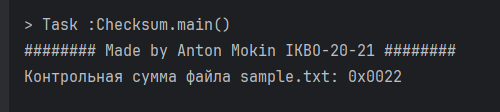 > Task :Checksum.main()
######## Made by Anton Mokin IKBO-20-21 ########
Контрольная сумма файла sample.txt: 0x0022